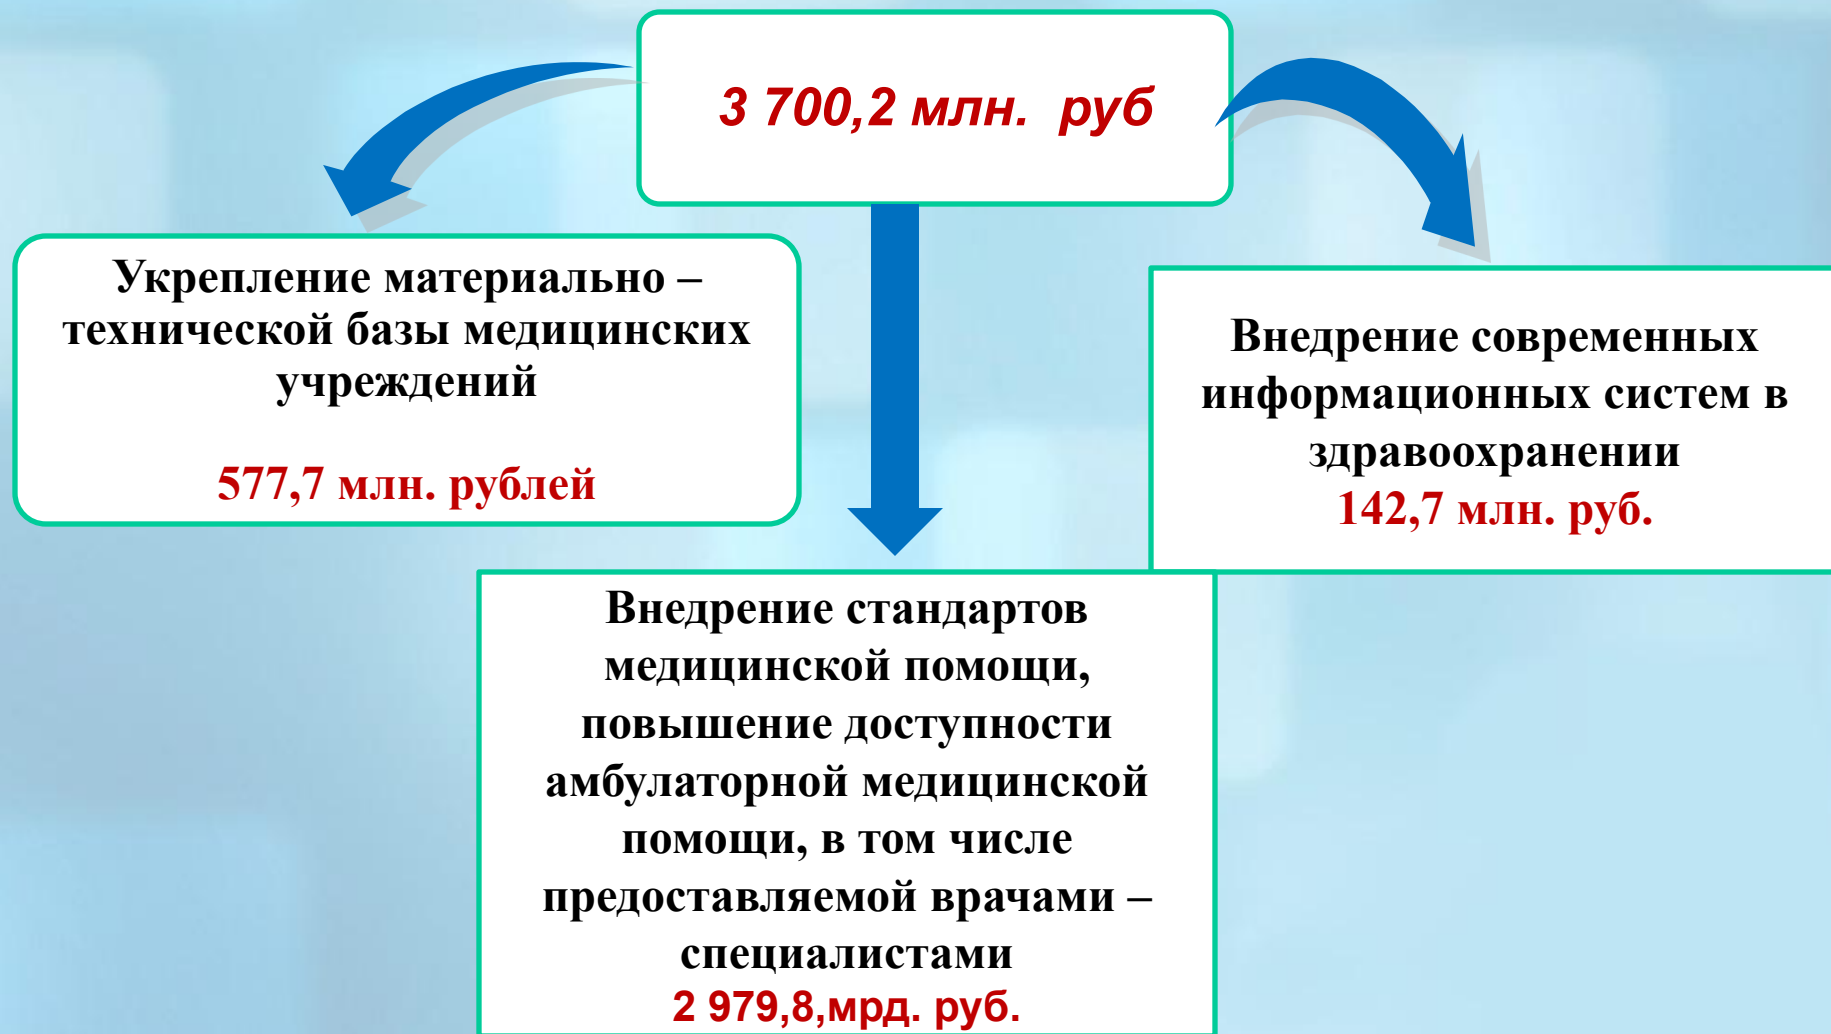 3 700,2 млн. руб
Укрепление материально –
технической базы медицинских
учреждений
577,7 млн. рублей
Внедрение современных
информационных систем в
здравоохранении
142,7 млн. руб.
Внедрение стандартов
медицинской помощи,
повышение доступности
амбулаторной медицинской
помощи, в том числе
предоставляемой врачами –
специалистами
2 979,8,мрд. руб.